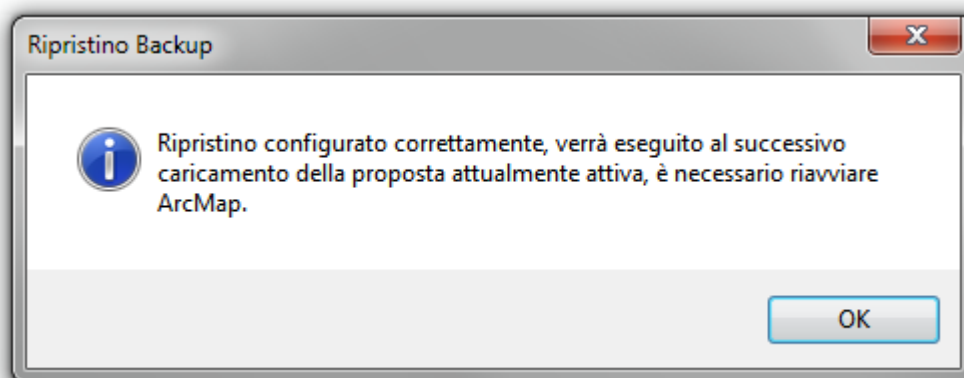 Ripristino Backup
Ripristino configurato correttamente, verrà eseguito al successivo
caricamento della proposta attualmente attiva, è necessario riavviare
ArcMap.
OK